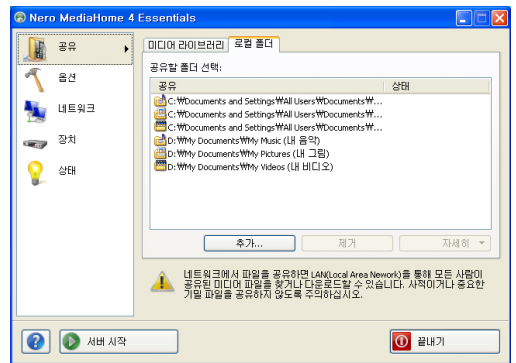 Nero MediaHome 4 Essentials
공유
옵션
네트워크
장치
상태
미디어 라이브러리 로컬 폴더
공유할 폴더 선택:
공유 상태
C:₩Documents and Settings₩All Users₩Documents₩...
C:₩Documents and Settings₩All Users₩Documents₩...
C:₩Documents and Settings₩All Users₩Documents₩...
D:₩My Documents₩My Music (내 음악)
D:₩My Documents₩My Pictures (내 그림)
D:₩My Documents₩My Videos (내 비디오)
추가... 제거 자세히
네트워크에서 파일을 공유하면 LAN(Local Area Nework)을 통해 모든 사람이
공유된 미디어 파일을 찾거나 다운로드할 수 있습니다. 사적이거나 중요한
기밀 파일을 공유하지 않도록 주의하십시오.
서버 시작 끝내기